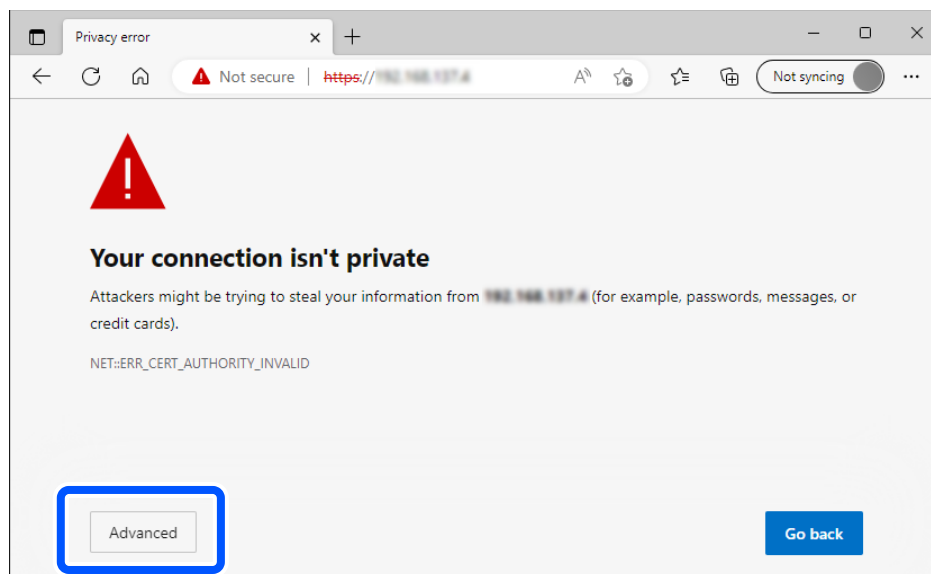 Privacy error
Not secure | https://
Not syncing
Your connection isn't private
Attackers might be trying to steal your information from (for example, passwords, messages, or
credit cards).
NET::ERR_CERT_AUTHORITY_INVALID
Advanced
Go back